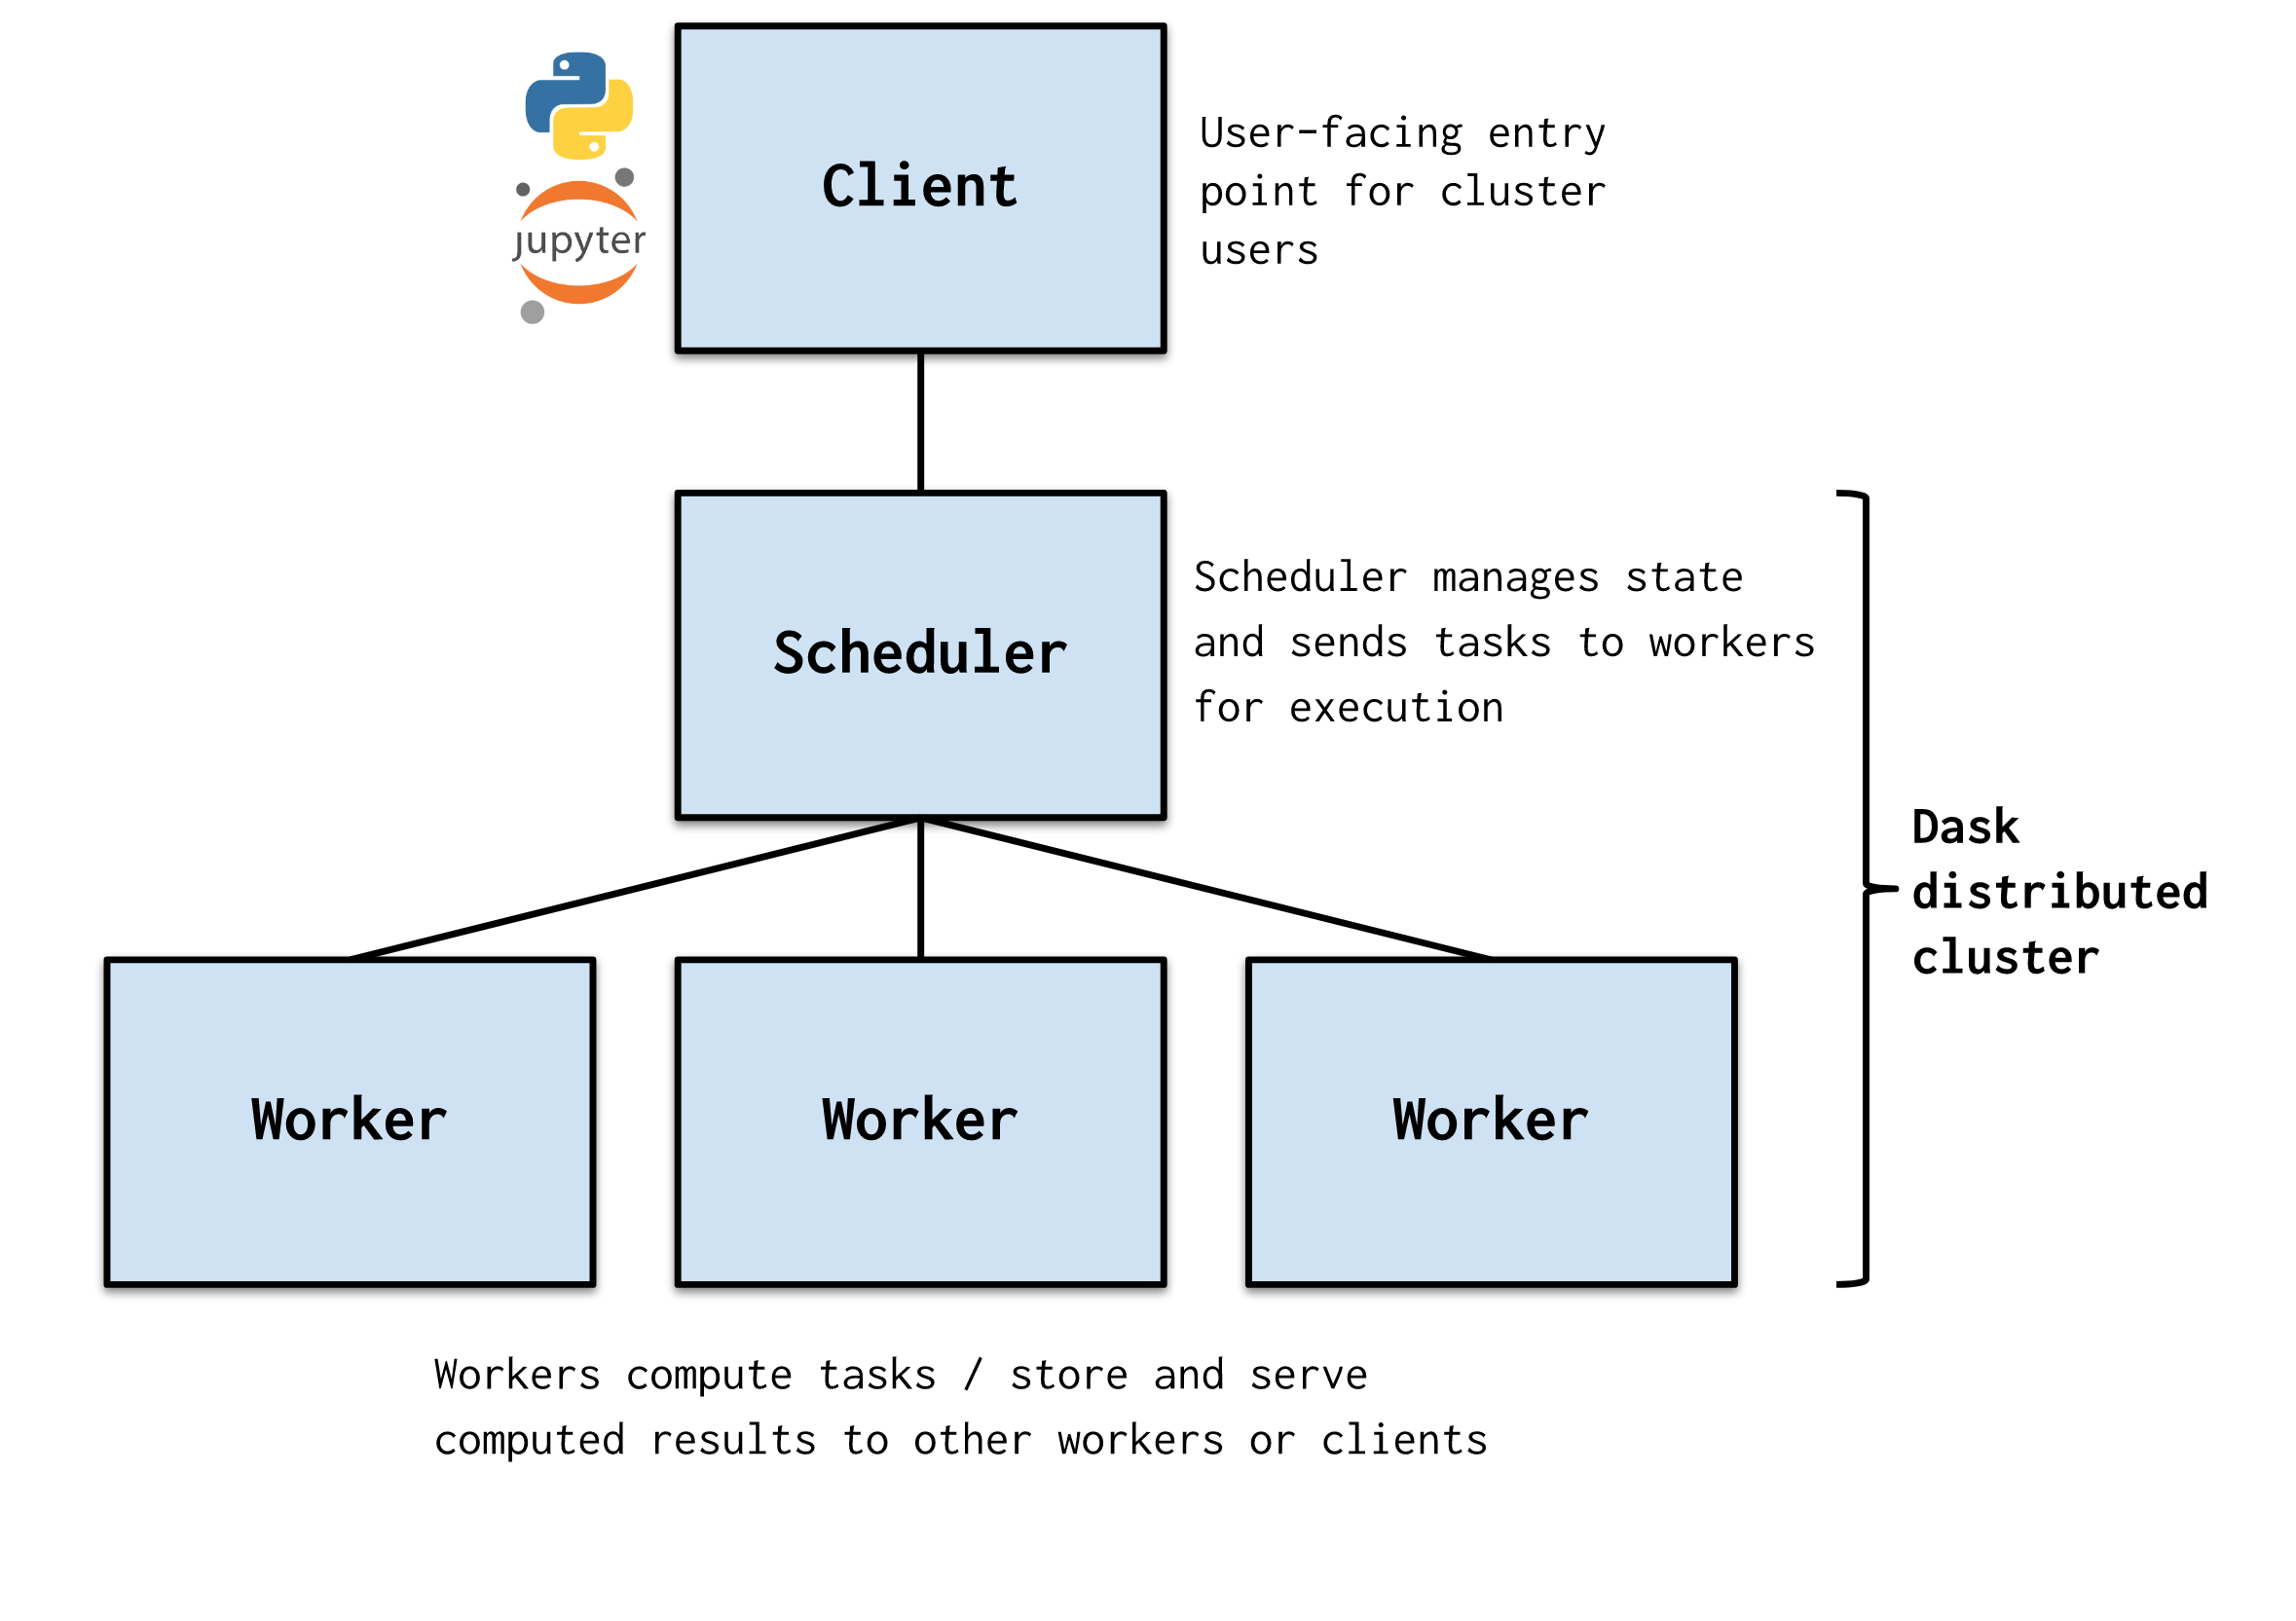 jupyter
Client
User-facing entry
point for cluster
users
Scheduler
Scheduler manages state
and sends tasks to workers
for execution
Dask
distributed
cluster
Worker
Worker
Worker
Workers compute tasks / store and serve
computed results to other workers or clients